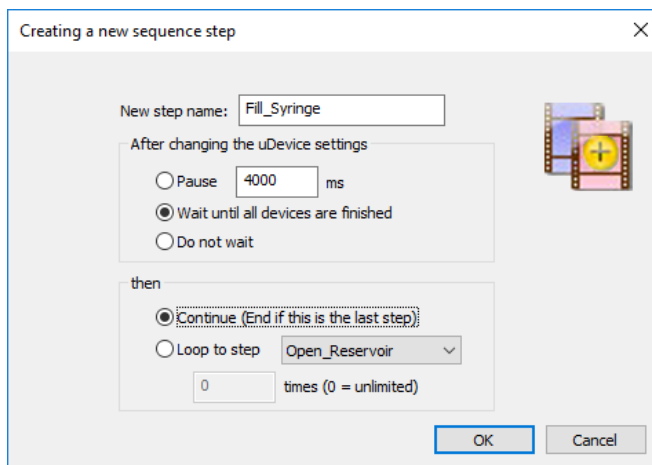 Creating a new sequence step
New step name: Fill_Syringe
After changing the uDevice settings
Pause 4000 ms
Wait until all devices are finished
Do not wait
then
Continue (End if this is the last step)
Loop to step Open_Reservoir
0 times (0 = unlimited)
OK Cancel